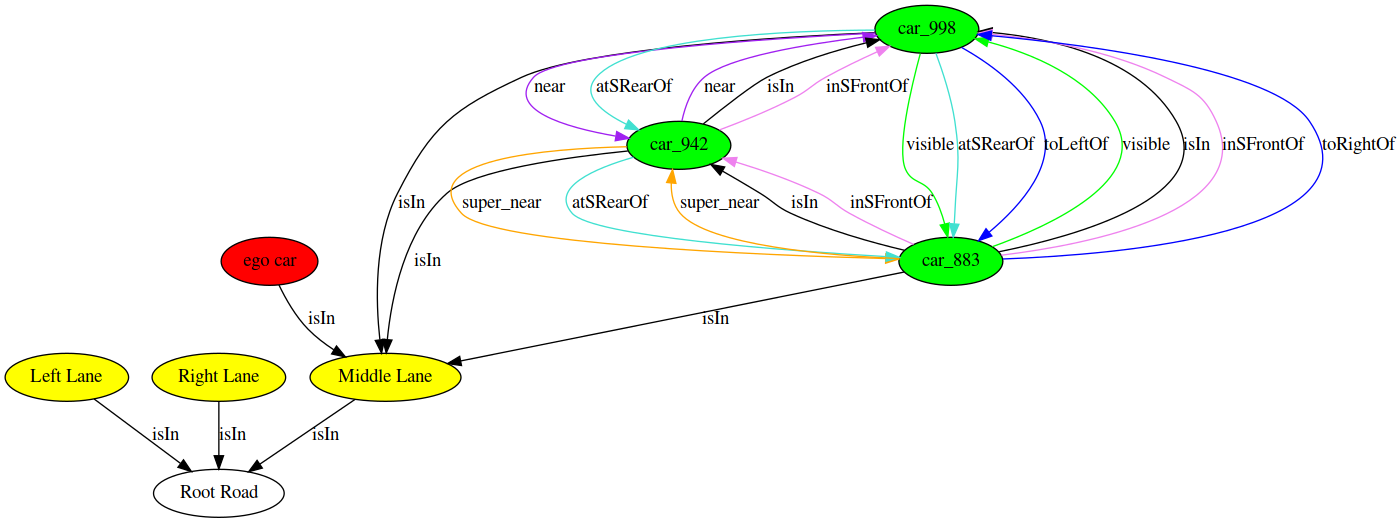 car_998
near
atSRearOf
near
isIn
inSFrontOf
car_942
visible
atSRearOf
toLeftOf
visible
isIn
inSFrontOf
toRightOf
isIn
super_near
atSRearOf
super_near
isIn
inSFrontOf
ego car
isIn
car_883
isIn
isIn
Left Lane
Right Lane
Middle Lane
isIn
isIn
isIn
Root Road